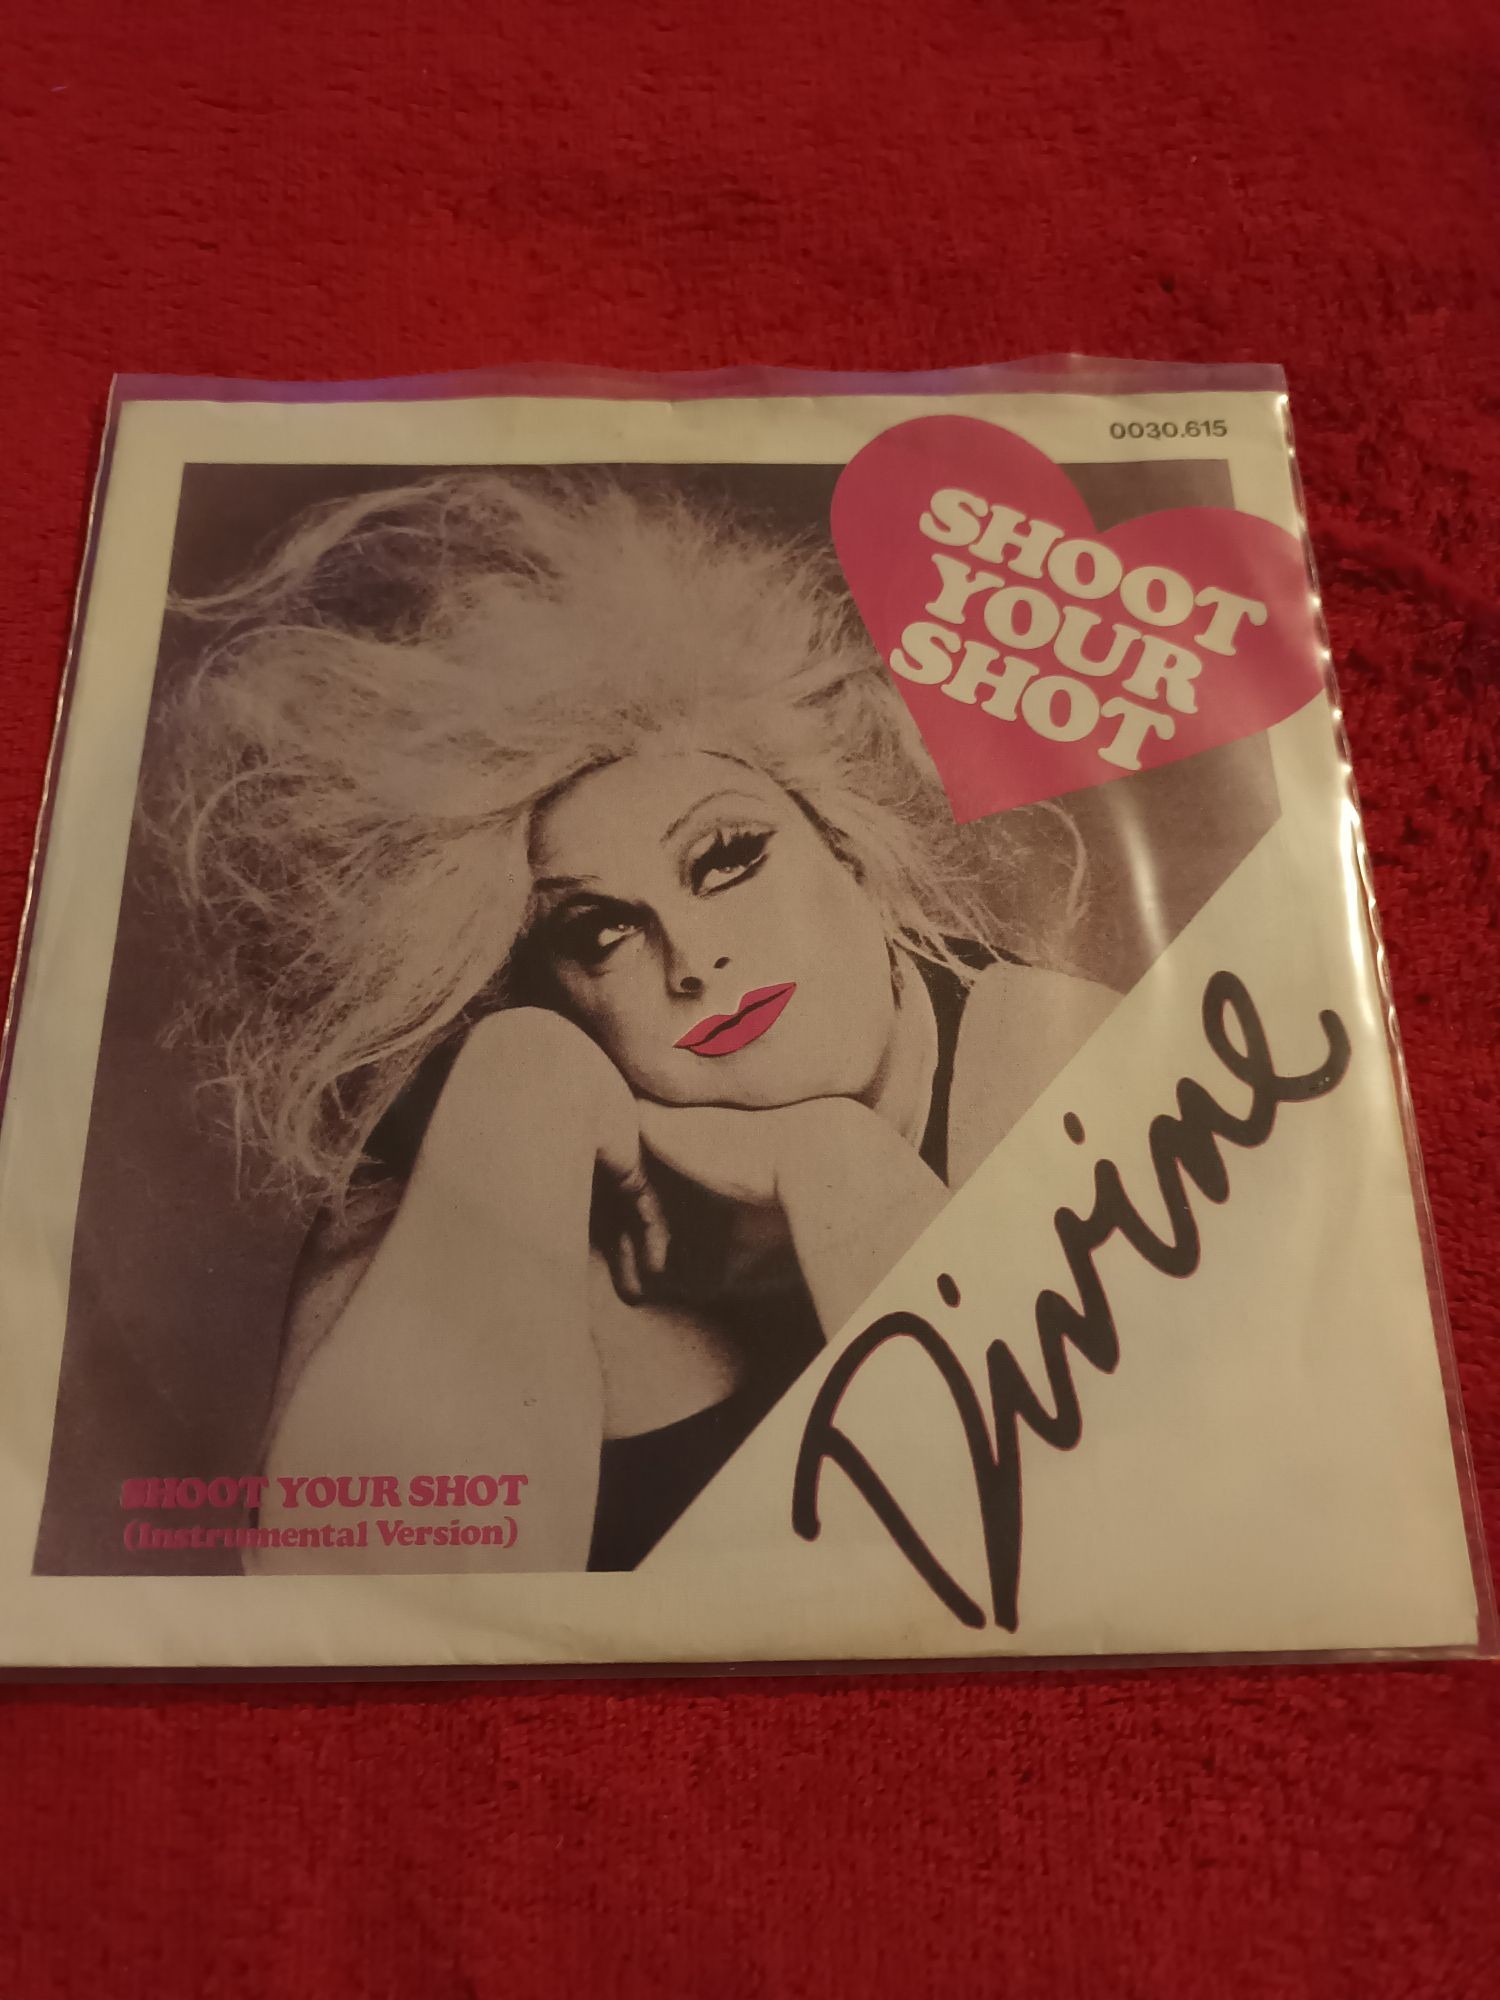 0030.615
SHOOT
YOUR
SHOT
Divine
SHOOT YOUR SHOT
(Instrumental Version)